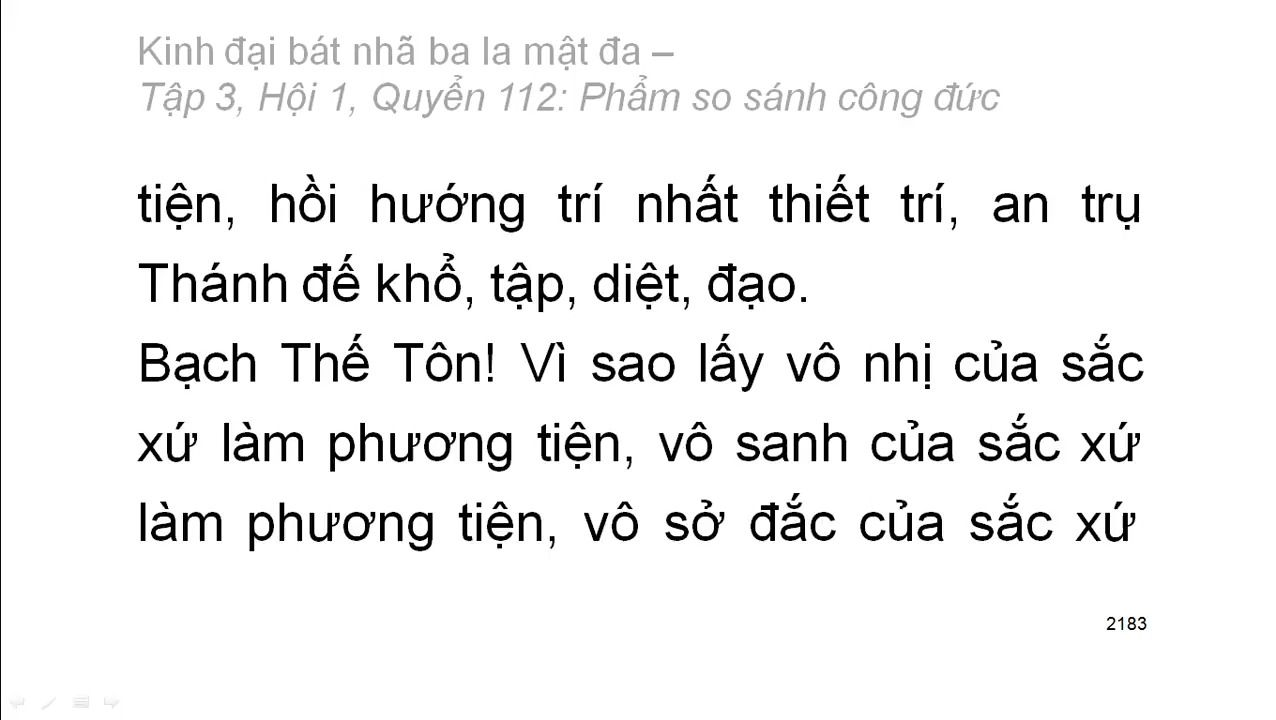 Kinh đại bát nhã ba la mật đa –
Tập 3, Hội 1, Quyển 112: Phẩm so sánh công đức
tiện, hồi hướng trí nhất thiết trí, an trụ
Thánh đế khổ, tập, diệt, đạo.
Bạch Thế Tôn! Vì sao lấy vô nhị của sắc
xứ làm phương tiện, vô sanh của sắc xứ
làm phương tiện, vô sở đắc của sắc xứ
2183